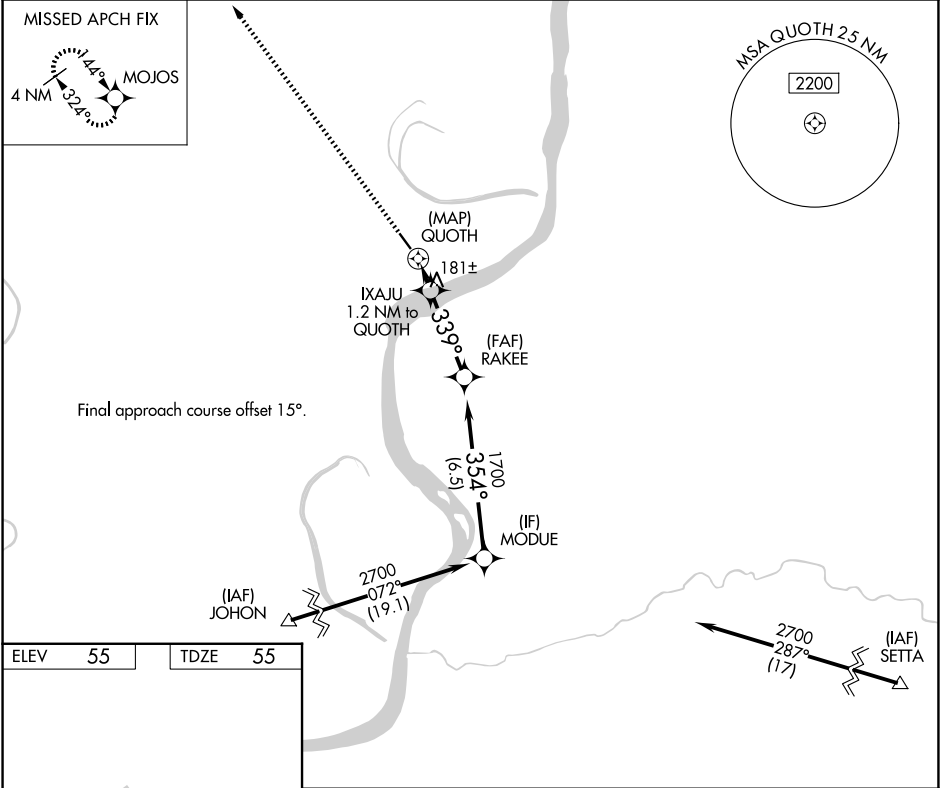 MISSED APCH FIX
144°
MOJOS
4 NM
324°
MSA QUOTH 25 NM
2200
(MAP)
QUOTH
181±
IXAJU
1.2 NM to
QUOTH
339°
(FAF)
RAKEE
Final approach course offset 15°.
1700
354°
(6.5)
(IF)
MODUE
2700
072°
(19.1)
(IAF)
JOHON
2700
287°
(17)
(IAF)
SETTA
ELEV 55
TDZE 55